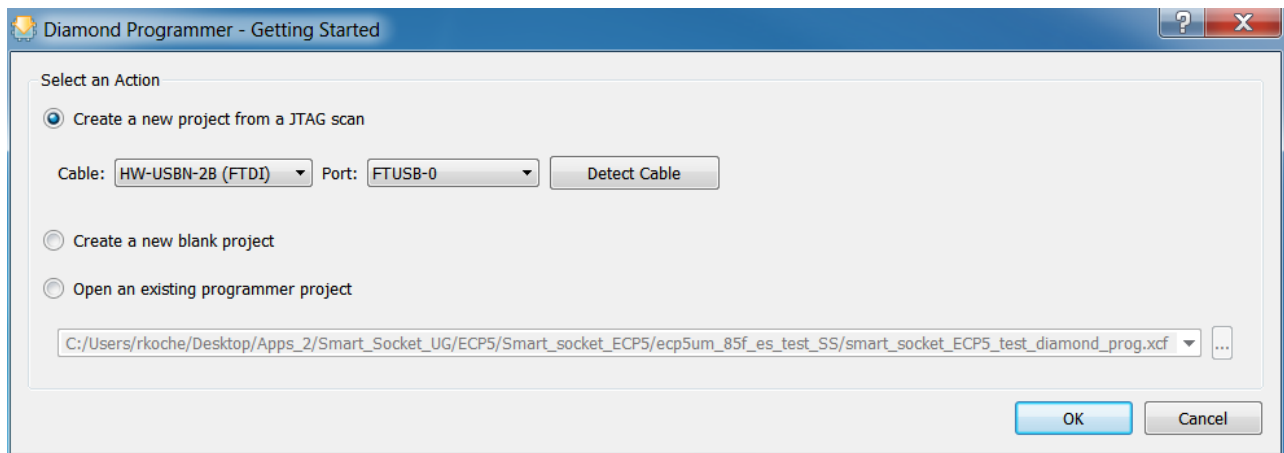 Diamond Programmer - Getting Started
Select an Action
Create a new project from a JTAG scan
Cable: HW-USBN-2B (FTDI) Port: FTUSB-0 Detect Cable
Create a new blank project
Open an existing programmer project
C:/Users/rkoche/Desktop/Apps_2/Smart_Socket_UG/ECP5/Smart_socket_ECP5/ecp5um_85f_es_test_SS/smart_socket_ECP5_test_diamond_prog.xcf ...
OK Cancel